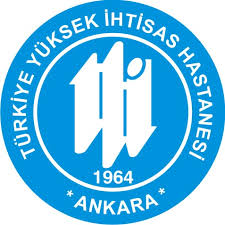 TÜRKİYE YÜKSEK İHTİSAS HASTANESİ
1964
* ANKARA *